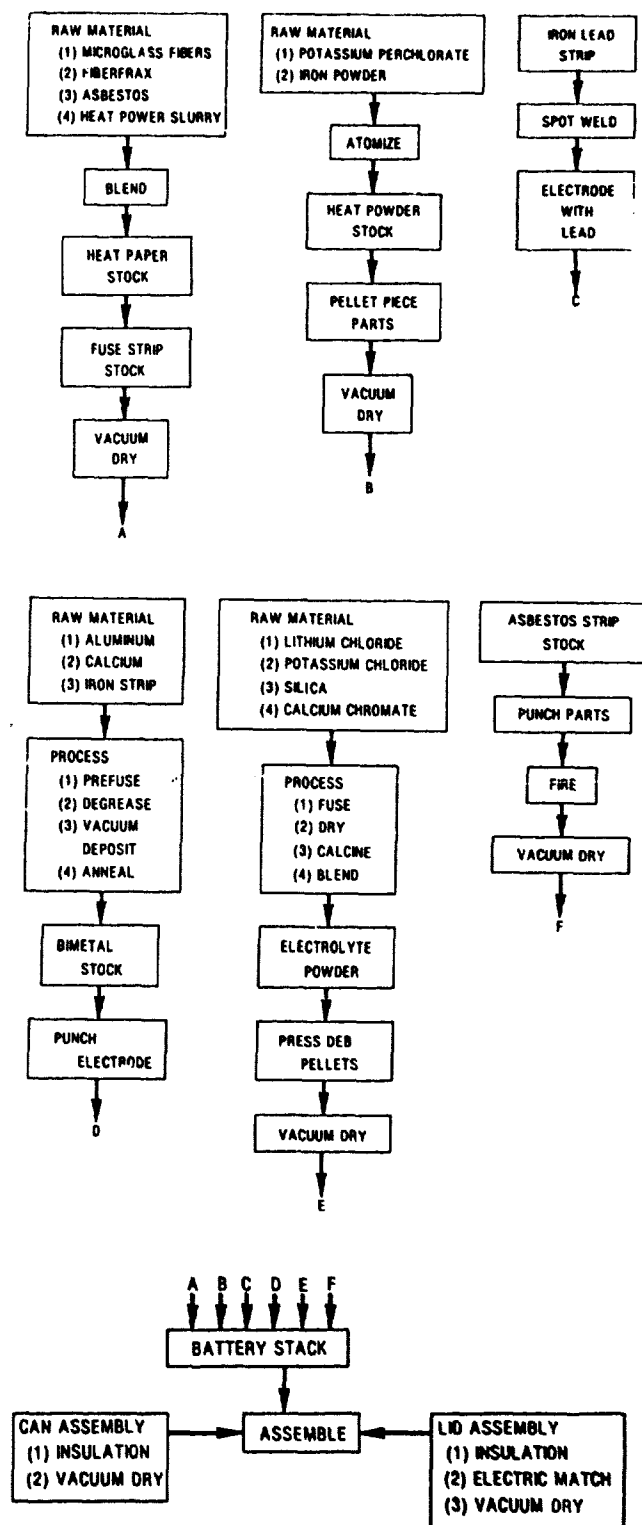 RAW MATERIAL
(1) MICROGLASS FIBERS
(2) FIBERFRAX
(3) ASBESTOS
(4) HEAT POWER SLURRY
BLEND
HEAT PAPER
STOCK
FUSE STRIP
STOCK
VACUUM
DRY
A
RAW MATERIAL
(1) POTASSIUM PERCHLORATE
(2) IRON POWDER
ATOMIZE
HEAT POWDER
STOCK
PELLET PIECE
PARTS
VACUUM
DRY
B
IRON LEAD
STRIP
SPOT WELD
ELECTRODE
WITH
LEAD
C
RAW MATERIAL
(1) ALUMINUM
(2) CALCIUM
(3) IRON STRIP
PROCESS
(1) PREFUSE
(2) DEGREASE
(3) VACUUM
DEPOSIT
(4) ANNEAL
BIMETAL
STOCK
PUNCH
ELECTRODE
D
RAW MATERIAL
(1) LITHIUM CHLORIDE
(2) POTASSIUM CHLORIDE
(3) SILICA
(4) CALCIUM CHROMATE
PROCESS
(1) FUSE
(2) DRY
(3) CALCINE
(4) BLEND
ELECTROLYTE
POWDER
PRESS DEB
PELLETS
VACUUM DRY
E
ASBESTOS STRIP
STOCK
PUNCH PARTS
FIRE
VACUUM DRY
F
A B C D E F
BATTERY STACK
ASSEMBLE
CAN ASSEMBLY
(1) INSULATION
(2) VACUUM DRY
LID ASSEMBLY
(1) INSULATION
(2) ELECTRIC MATCH
(3) VACUUM DRY